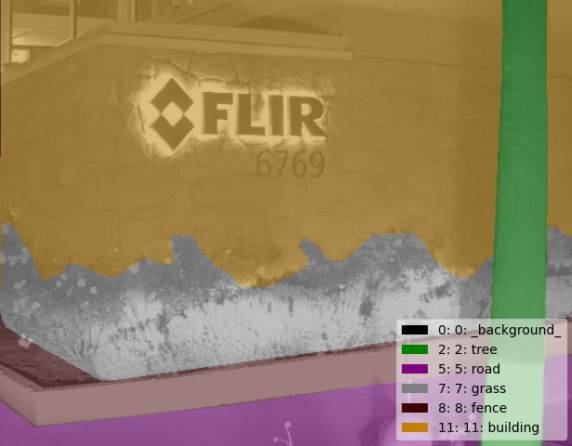 FLIR
6769
0: 0: _background_
2: 2: tree
5: 5: road
7: 7: grass
8: 8: fence
11: 11: building